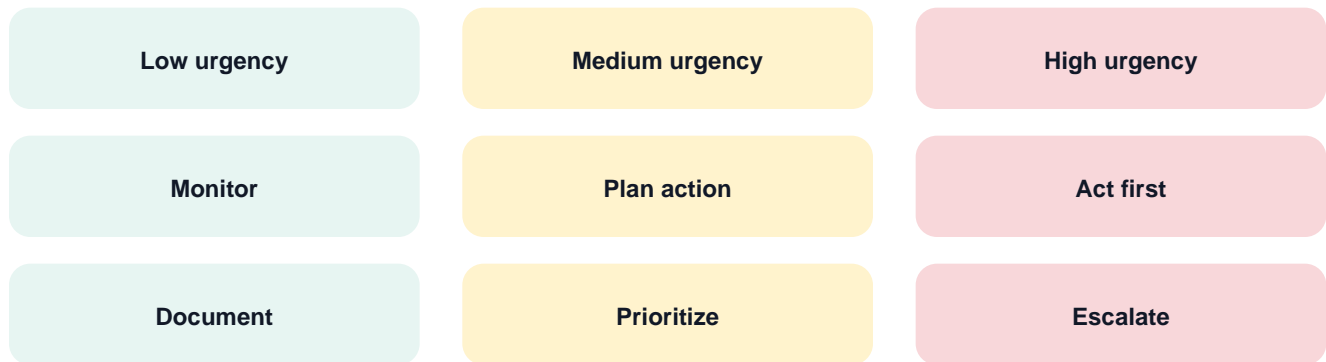 Low urgency
Medium urgency
High urgency
Monitor
Plan action
Act first
Document
Prioritize
Escalate